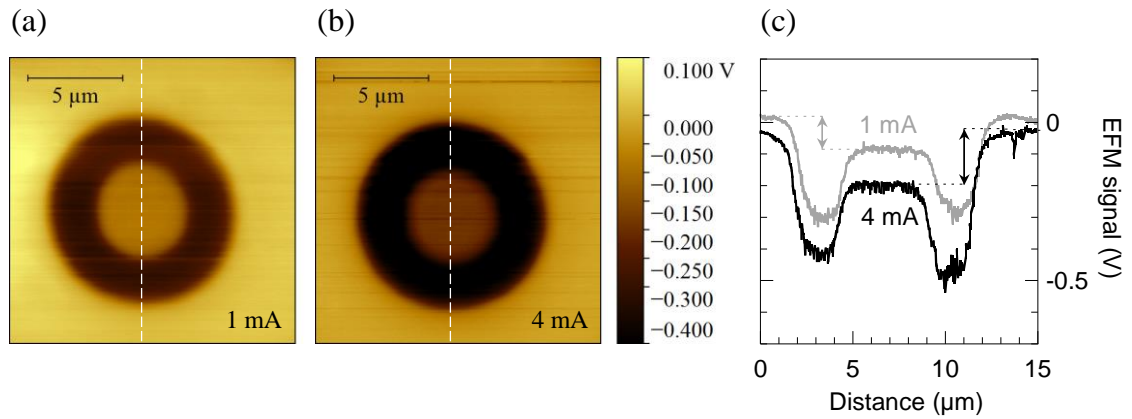 (a)
5 µm
1 mA
(b)
5 µm
4 mA
0.100 V
0.000
−0.050
−0.100
−0.150
−0.200
−0.250
−0.300
−0.400
(c)
1 mA
4 mA
0
-0.5
EFM signal (V)
0 5 10 15
Distance (µm)